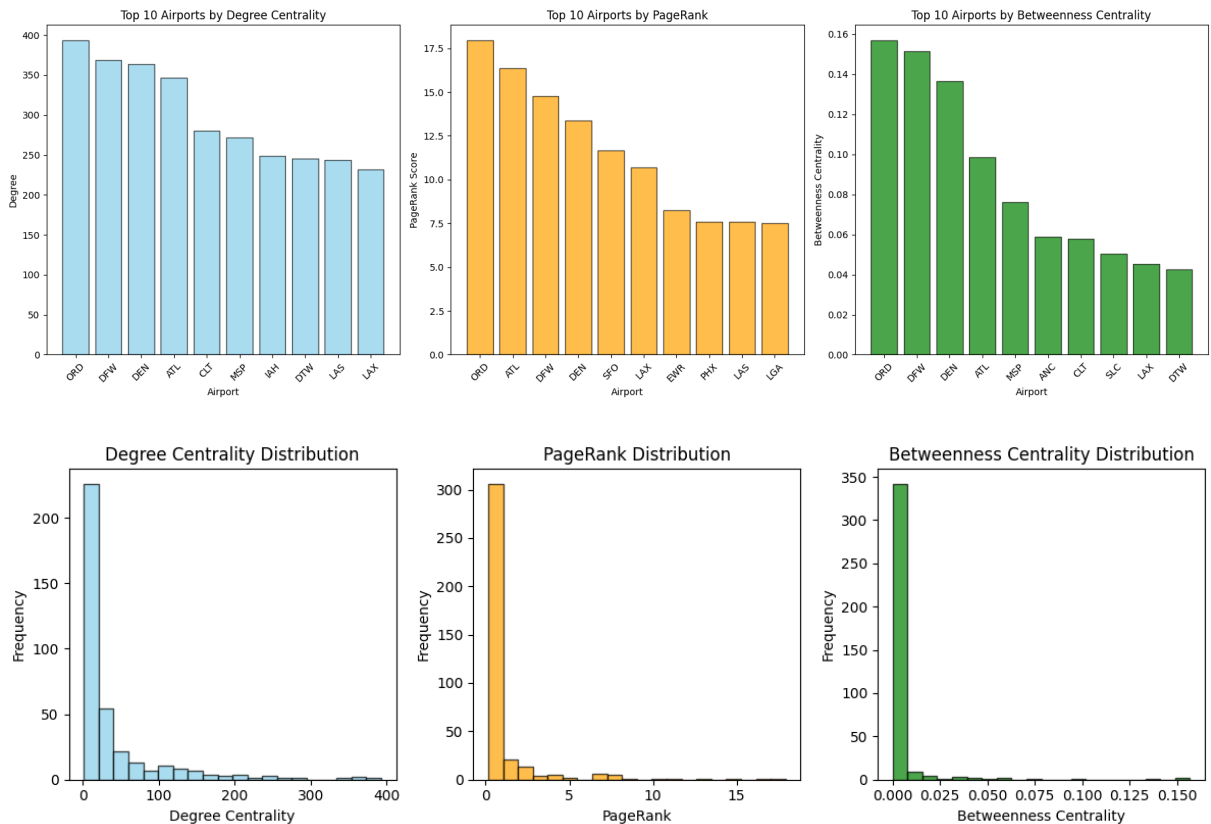 Top 10 Airports by Degree Centrality
400
350
300
250
200
150
100
50
0
Degree
ORD DFW DEN ATL CLT MSP IAH DTW LAS LAX
Airport
Top 10 Airports by PageRank
17.5
15.0
12.5
10.0
7.5
5.0
2.5
0.0
PageRank Score
ORD ATL DFW DEN SFO LAX EWR PHX LAS LGA
Airport
Top 10 Airports by Betweenness Centrality
0.16
0.14
0.12
0.10
0.08
0.06
0.04
0.02
0.00
Betweenness Centrality
ORD DFW DEN ATL MSP ANC CLT SLC LAX DTW
Airport
Degree Centrality Distribution
200
150
100
50
0
Frequency
0 100 200 300 400
Degree Centrality
PageRank Distribution
300
250
200
150
100
50
0
Frequency
0 5 10 15
PageRank
Betweenness Centrality Distribution
350
300
250
200
150
100
50
0
Frequency
0.000 0.025 0.050 0.075 0.100 0.125 0.150
Betweenness Centrality